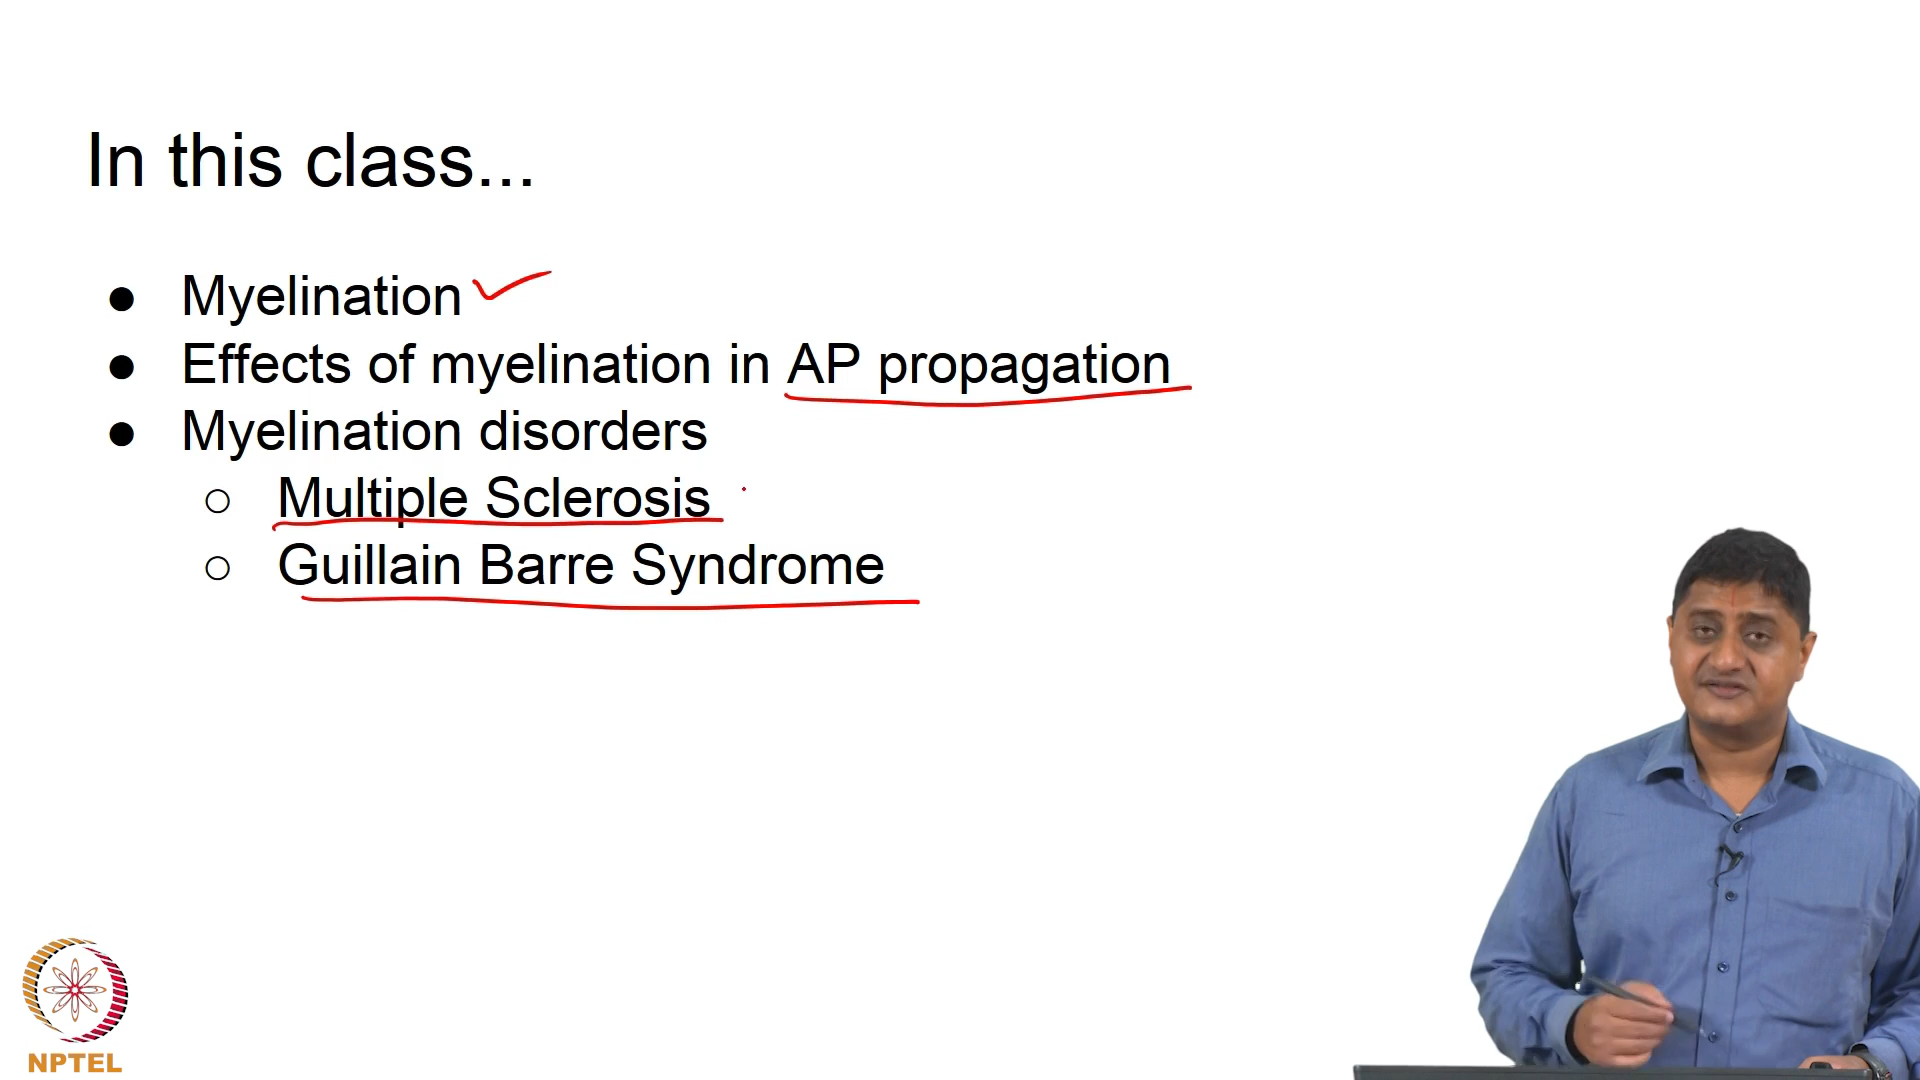 In this class...
● Myelination
● Effects of myelination in AP propagation
● Myelination disorders
○ Multiple Sclerosis
○ Guillain Barre Syndrome
NPTEL